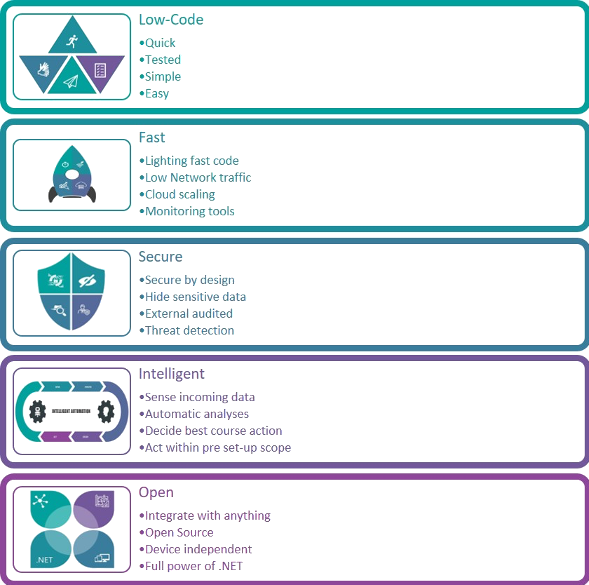 Low-Code
•Quick
•Tested
•Simple
•Easy
Fast
•Lighting fast code
•Low Network traffic
•Cloud scaling
•Monitoring tools
Secure
•Secure by design
•Hide sensitive data
•External audited
•Threat detection
Intelligent
INTELLIGENT AUTOMATION
•Sense incoming data
•Automatic analyses
•Decide best course action
•Act within pre set-up scope
Open
•Integrate with anything
•Open Source
•Device independent
•Full power of .NET
.NET